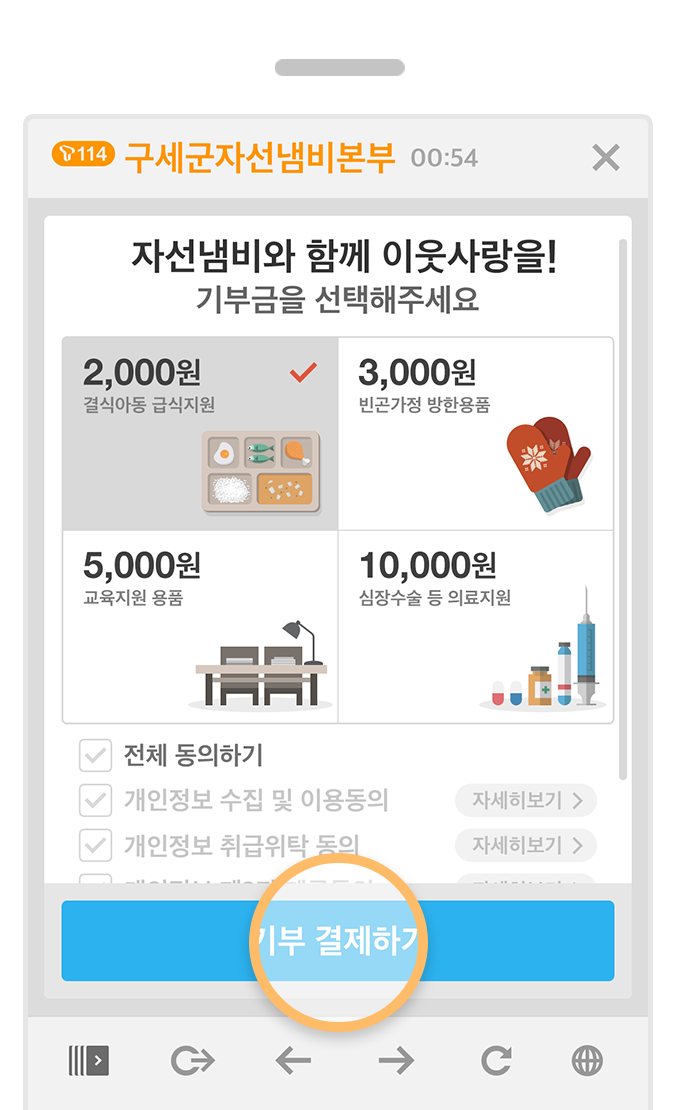 114 구세군자선냄비본부 00:54
자선냄비와 함께 이웃사랑을!
기부금을 선택해주세요
2,000원
결식아동 급식지원
3,000원
빈곤가정 방한용품
5,000원
교육지원 용품
10,000원
심장수술 등 의료지원
전체 동의하기
개인정보 수집 및 이용동의 자세히보기
개인정보 취급위탁 동의 자세히보기
기부 결제하기